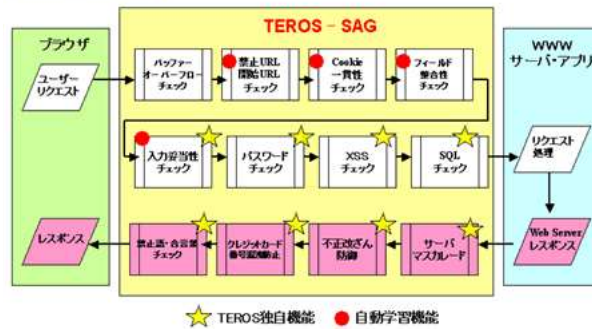 TEROS - SAG
ブラウザ
WWW
サーバ・アプリ
ユーザー
リクエスト
バッファー
オーバーフロー
チェック
禁止URL
開始URL
チェック
Cookie
一貫性
チェック
フィールド
整合性
チェック
入力妥当性
チェック
パスワード
チェック
XSS
チェック
SQL
チェック
リクエスト
処理
レスポンス
禁止語・合言葉
チェック
クレジットカード
不正改ざん
防御
サーバ
マスカレード
Web Server
レスポンス
TEROS独自機能
自動学習機能